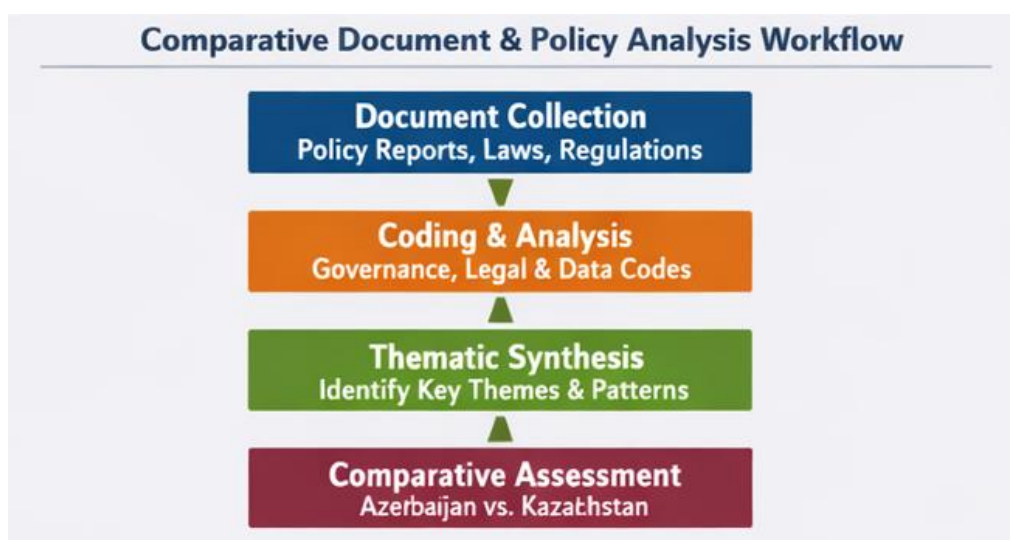 Comparative Document & Policy Analysis Workflow
Document Collection
Policy Reports, Laws, Regulations
Coding & Analysis
Governance, Legal & Data Codes
Thematic Synthesis
Identify Key Themes & Patterns
Comparative Assessment
Azerbaijan vs. Kazathstan